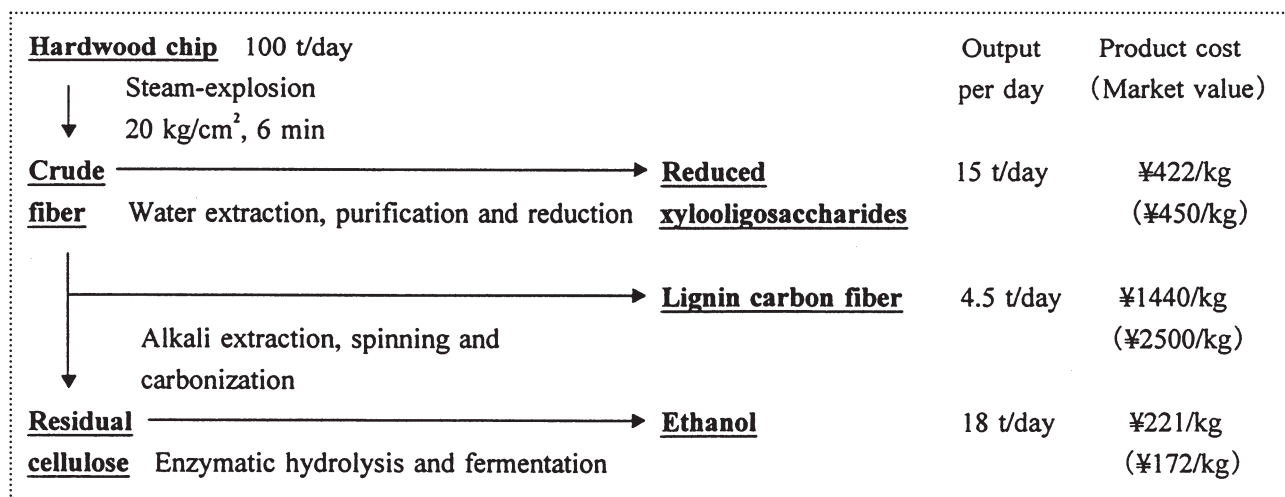 Hardwood chip 100 t/day Output Product cost
Steam-explosion per day (Market value)
20 kg/cm², 6 min
Crude Reduced 15 t/day ¥422/kg
fiber Water extraction, purification and reduction xylooligosaccharides (¥450/kg)
Lignin carbon fiber 4.5 t/day ¥1440/kg
Alkali extraction, spinning and (¥2500/kg)
carbonization
Residual Ethanol 18 t/day ¥221/kg
cellulose Enzymatic hydrolysis and fermentation (¥172/kg)